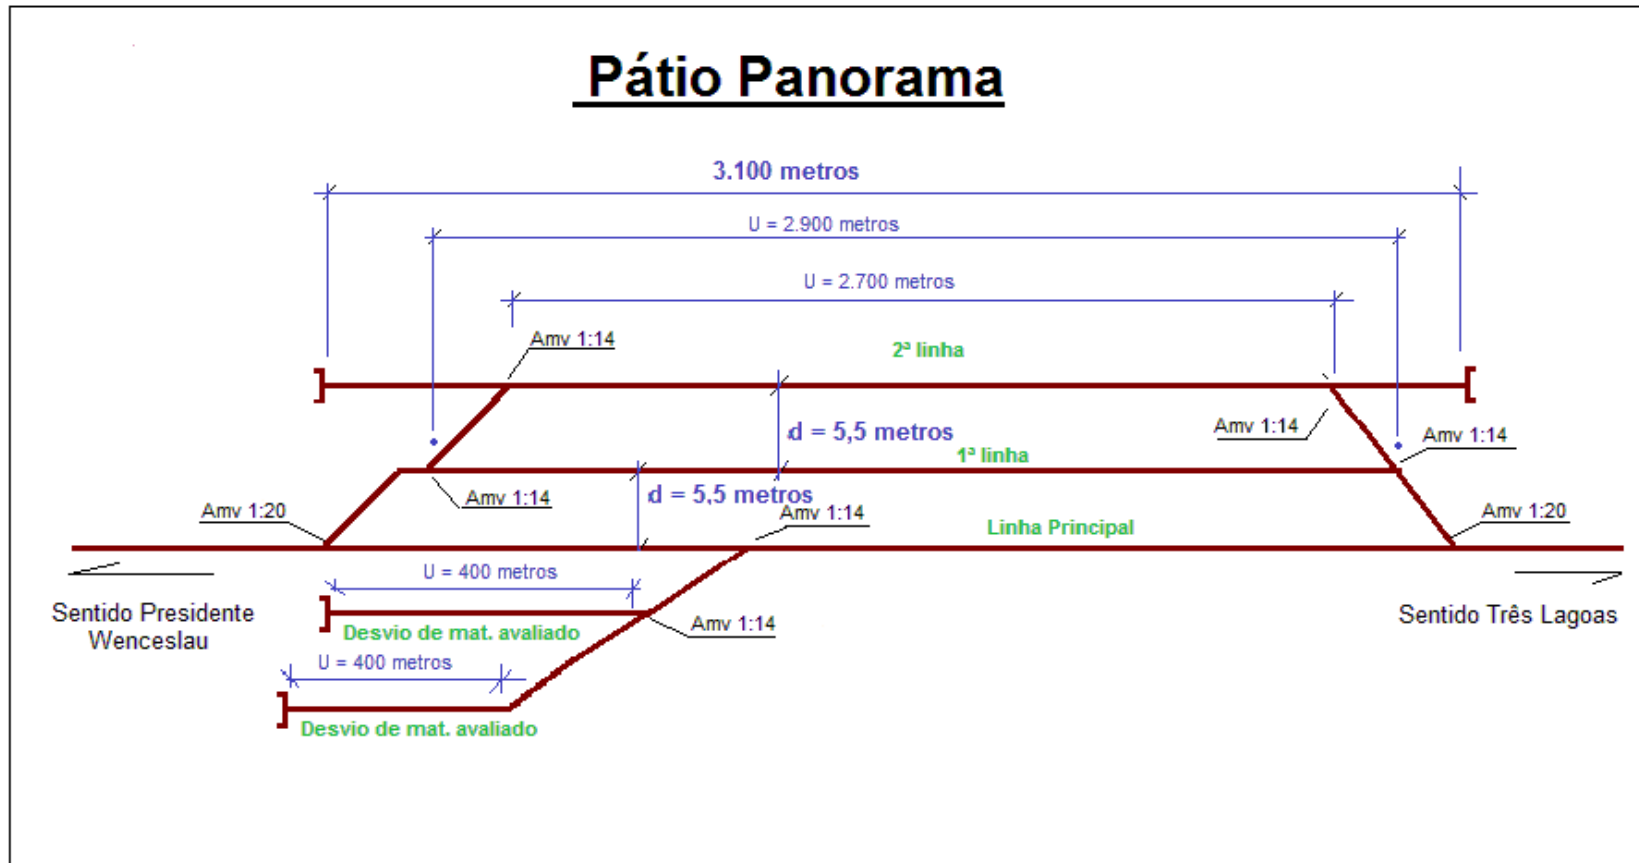 Pátio Panorama
3.100 metros
U = 2.900 metros
U = 2.700 metros
Amv 1:14
2ª linha
d = 5,5 metros
Amv 1:14
Amv 1:14
1ª linha
Amv 1:14
d = 5,5 metros
Amv 1:20
Amv 1:14
Linha Principal
Amv 1:20
U = 400 metros
Sentido Presidente
Wenceslau
Sentido Três Lagoas
Amv 1:14
Desvio de mat. avaliado
U = 400 metros
Desvio de mat. avaliado